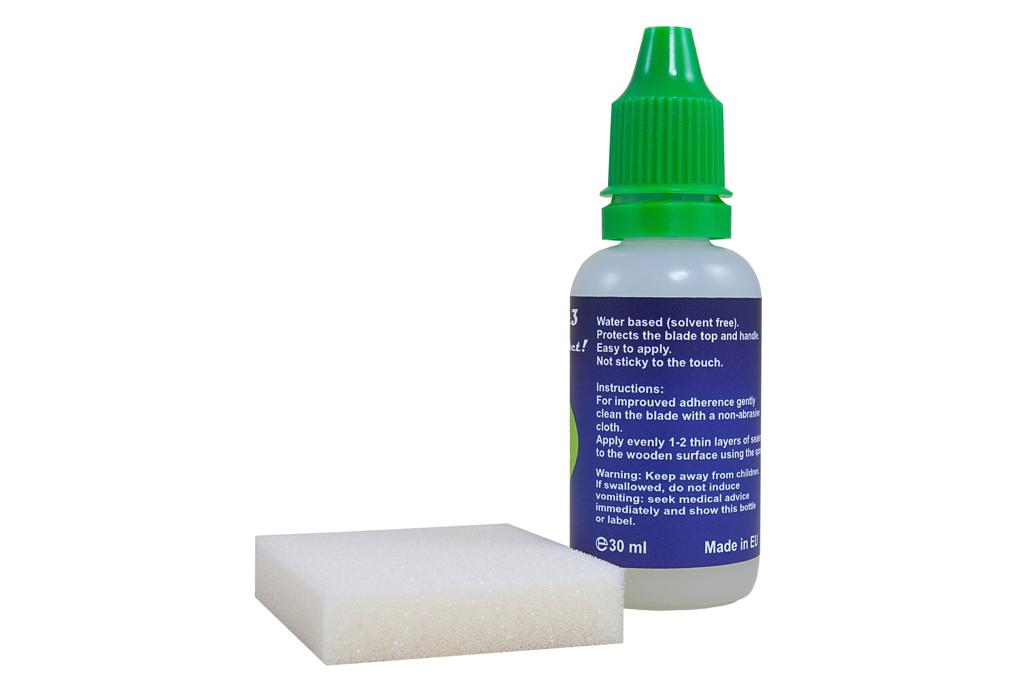 .3
Water based (solvent free).
Protects the blade top and handle.
Easy to apply.
Not sticky to the touch.
Instructions:
For improuved adherence gently
clean the blade with a non-abrasive
cloth.
Apply evenly 1-2 thin layers of
to the wooden surface using the
Warning: Keep away from children.
If swallowed, do not induce
vomiting: seek medical advice
immediately and show this bottle
or label.
℮30 ml
Made in EU